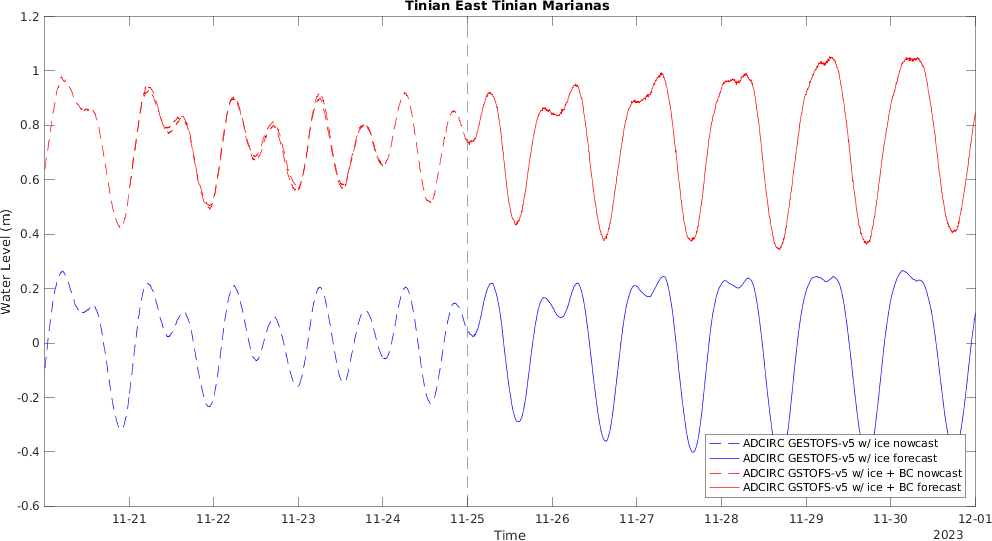 Tinian East Tinian Marianas
1.2
1
0.8
0.6
0.4
0.2
0
-0.2
-0.4
-0.6
Water Level (m)
ADCIRC GESTOFS-v5 w/ ice nowcast
ADCIRC GESTOFS-v5 w/ ice forecast
ADCIRC GSTOFS-v5 w/ ice + BC nowcast
ADCIRC GSTOFS-v5 w/ ice + BC forecast
11-21 11-22 11-23 11-24 11-25 11-26 11-27 11-28 11-29 11-30 12-01
Time
2023